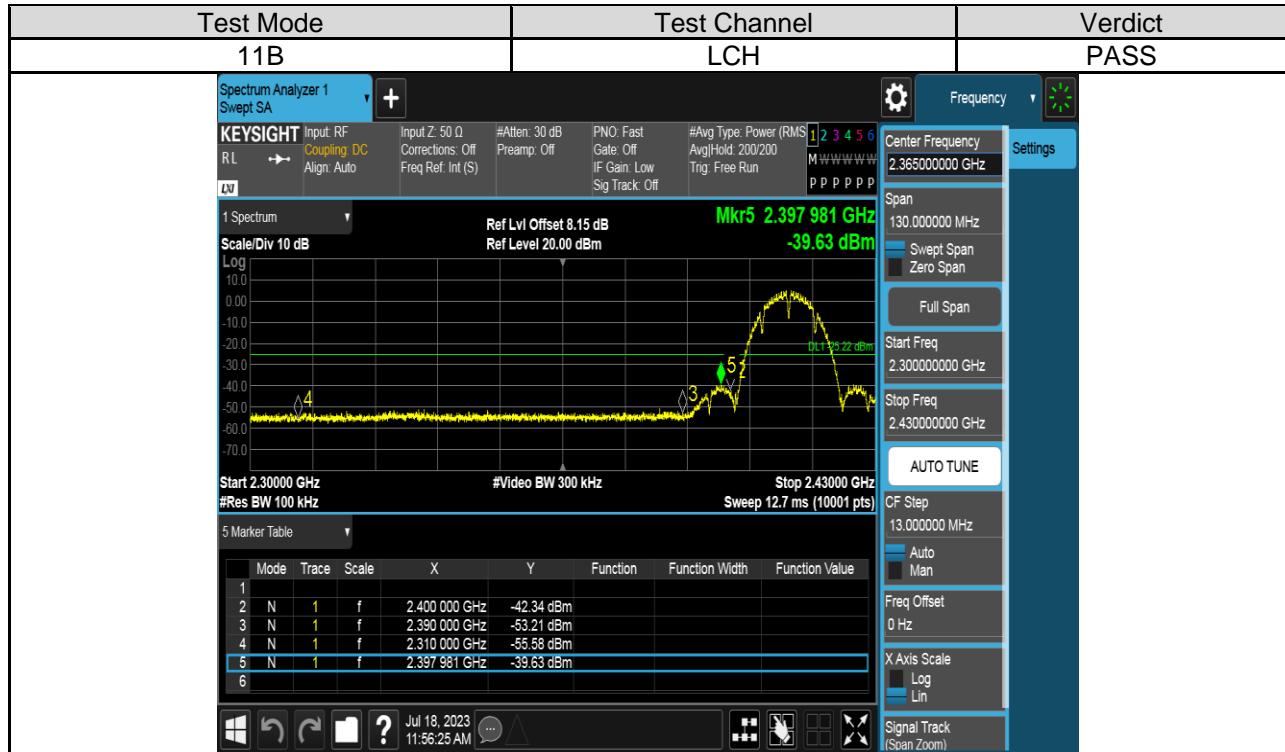 Test Mode Test Channel Verdict
11B LCH PASS
Spectrum Analyzer 1
Swept SA
+
Frequency
KEYSIGHT Input: RF Input Z: 50 Ω #Atten: 30 dB PNO: Fast #Avg Type: Power (RMS 1 2 3 4 5 6
RL Coupling: DC Corrections: Off Preamp: Off Gate: Off Avg|Hold: 200/200 M W W W W W
Align: Auto Freq Ref: Int (S) IF Gain: Low Trig: Free Run
LXI Sig Track: Off P P P P P P
Center Frequency
2.365000000 GHz
Settings
1 Spectrum
Ref Lvl Offset 8.15 dB
Mkr5 2.397 981 GHz
Scale/Div 10 dB
Ref Level 20.00 dBm
-39.63 dBm
Log
10.0
0.00
-10.0
-20.0
-30.0
-40.0
-50.0
-60.0
-70.0
DL1 -25.22 dBm
4
3
5
2
Start 2.30000 GHz #Video BW 300 kHz Stop 2.43000 GHz
#Res BW 100 kHz Sweep 12.7 ms (10001 pts)
Span
130.000000 MHz
Swept Span
Zero Span
Full Span
Start Freq
2.300000000 GHz
Stop Freq
2.430000000 GHz
AUTO TUNE
CF Step
13.000000 MHz
Auto
Man
Freq Offset
0 Hz
X Axis Scale
Log
Lin
Signal Track
(Span Zoom)
5 Marker Table
Mode Trace Scale X Y Function Function Width Function Value
1
2 N 1 f 2.400 000 GHz -42.34 dBm
3 N 1 f 2.390 000 GHz -53.21 dBm
4 N 1 f 2.310 000 GHz -55.58 dBm
5 N 1 f 2.397 981 GHz -39.63 dBm
6
? Jul 18, 2023
11:56:25 AM